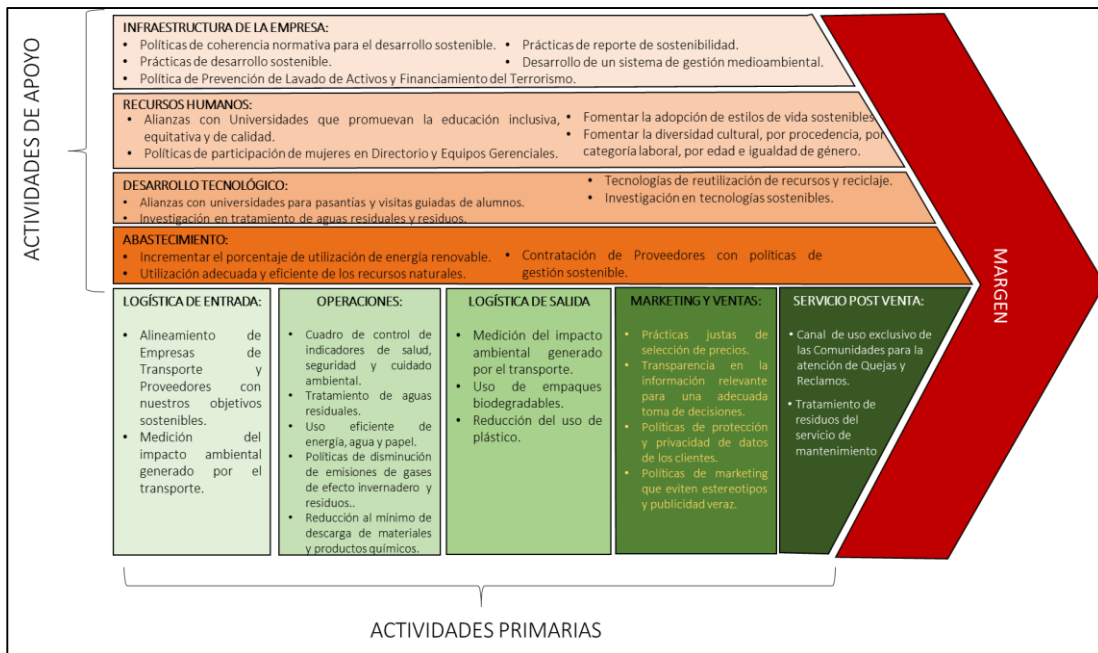 ACTIVIDADES DE APOYO
INFRAESTRUCTURA DE LA EMPRESA:
• Políticas de coherencia normativa para el desarrollo sostenible.
• Prácticas de desarrollo sostenible.
• Política de Prevención de Lavado de Activos y Financiamiento del Terrorismo.
• Prácticas de reporte de sostenibilidad.
• Desarrollo de un sistema de gestión medioambiental.
RECURSOS HUMANOS:
• Alianzas con Universidades que promuevan la educación inclusiva,
equitativa y de calidad.
• Políticas de participación de mujeres en Directorio y Equipos Gerenciales.
• Fomentar la adopción de estilos de vida sostenibles
• Fomentar la diversidad cultural, por procedencia, por
categoría laboral, por edad e igualdad de género.
DESARROLLO TECNOLÓGICO:
• Alianzas con universidades para pasantías y visitas guiadas de alumnos.
• Investigación en tratamiento de aguas residuales y residuos.
• Tecnologías de reutilización de recursos y reciclaje.
• Investigación en tecnologías sostenibles.
ABASTECIMIENTO:
• Incrementar el porcentaje de utilización de energía renovable.
• Utilización adecuada y eficiente de los recursos naturales.
• Contratación de Proveedores con políticas de
gestión sostenible.
LOGÍSTICA DE ENTRADA:
• Alineamiento de
Empresas de
Transporte y
Proveedores con
nuestros objetivos
sostenibles.
• Medición del
impacto ambiental
generado por el
transporte.
OPERACIONES:
• Cuadro de control de
indicadores de salud,
seguridad y cuidado
ambiental.
• Tratamiento de aguas
residuales.
• Uso eficiente de
energía, agua y papel.
• Políticas de disminución
de emisiones de gases
de efecto invernadero y
residuos..
• Reducción al mínimo de
descarga de materiales
y productos químicos.
LOGÍSTICA DE SALIDA
• Medición del impacto
ambiental generado
por el transporte.
• Uso de empaques
biodegradables.
• Reducción del uso de
plástico.
MARKETING Y VENTAS:
• Prácticas justas de
selección de precios.
• Transparencia en la
información relevante
para una adecuada
toma de decisiones.
• Políticas de protección
y privacidad de datos
de los clientes.
• Políticas de marketing
que eviten estereotipos
y publicidad veraz.
SERVICIO POST VENTA:
• Canal de uso exclusivo de
las Comunidades para la
atención de Quejas y
Reclamos.
• Tratamiento de
residuos del
servicio de
mantenimiento
MARGEN
ACTIVIDADES PRIMARIAS